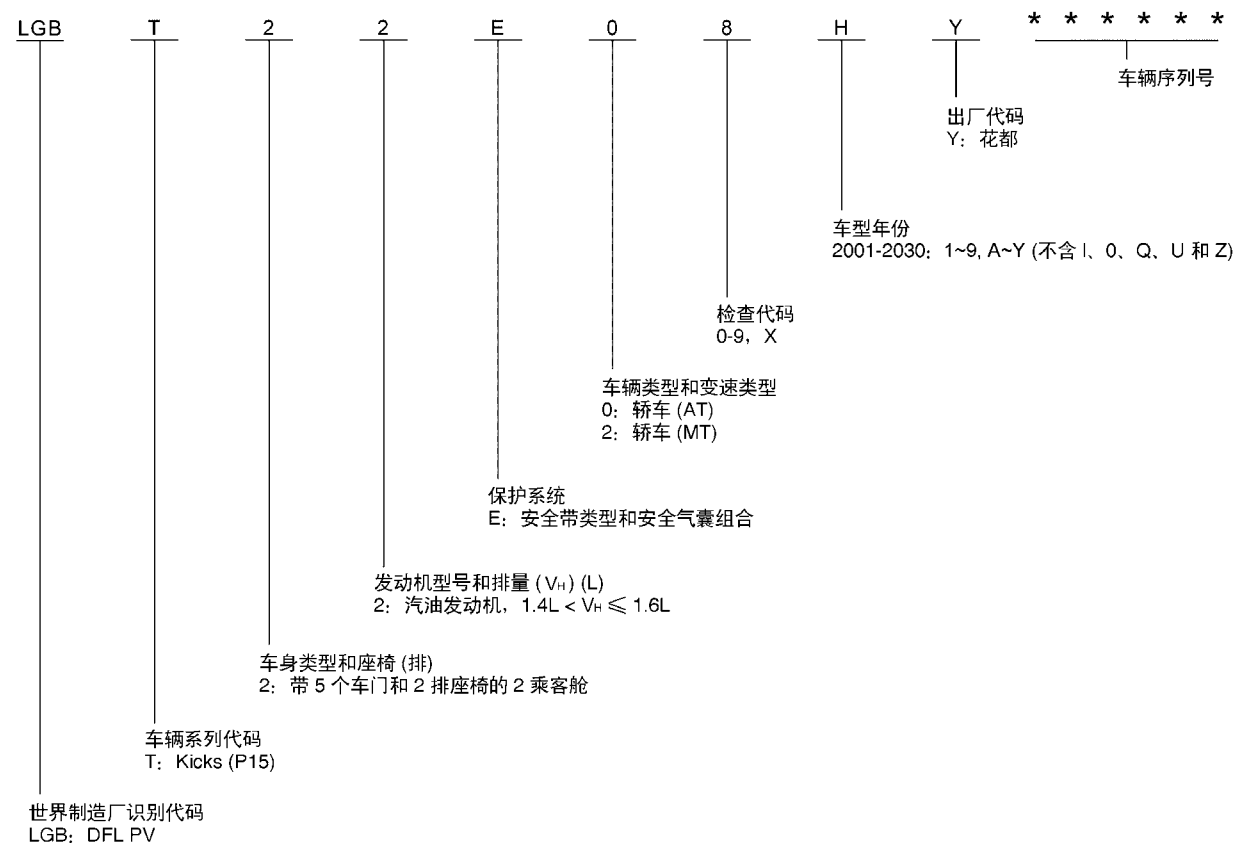 LGB T 2 2 E 0 8 H Y * * * * * *
车辆序列号
出厂代码
Y：花都
车型年份
2001-2030：1~9, A~Y (不含 I、0、Q、U 和 Z)
检查代码
0-9，X
车辆类型和变速类型
0：轿车 (AT)
2：轿车 (MT)
保护系统
E：安全带类型和安全气囊组合
发动机型号和排量 (VH) (L)
2：汽油发动机，1.4L < VH ≤ 1.6L
车身类型和座椅 (排)
2：带 5 个车门和 2 排座椅的 2 乘客舱
车辆系列代码
T：Kicks (P15)
世界制造厂识别代码
LGB：DFL PV